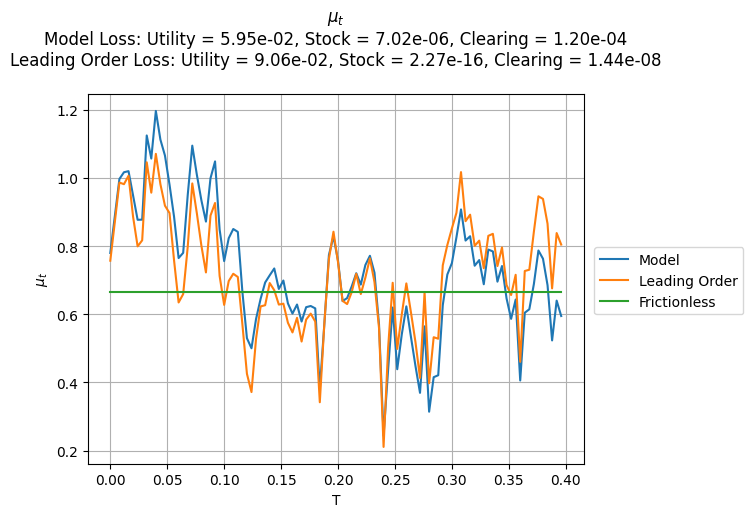 μt
Model Loss: Utility = 5.95e-02, Stock = 7.02e-06, Clearing = 1.20e-04
Leading Order Loss: Utility = 9.06e-02, Stock = 2.27e-16, Clearing = 1.44e-08
1.2
1.0
0.8
0.6
0.4
0.2
μt
0.00 0.05 0.10 0.15 0.20 0.25 0.30 0.35 0.40
T
Model
Leading Order
Frictionless